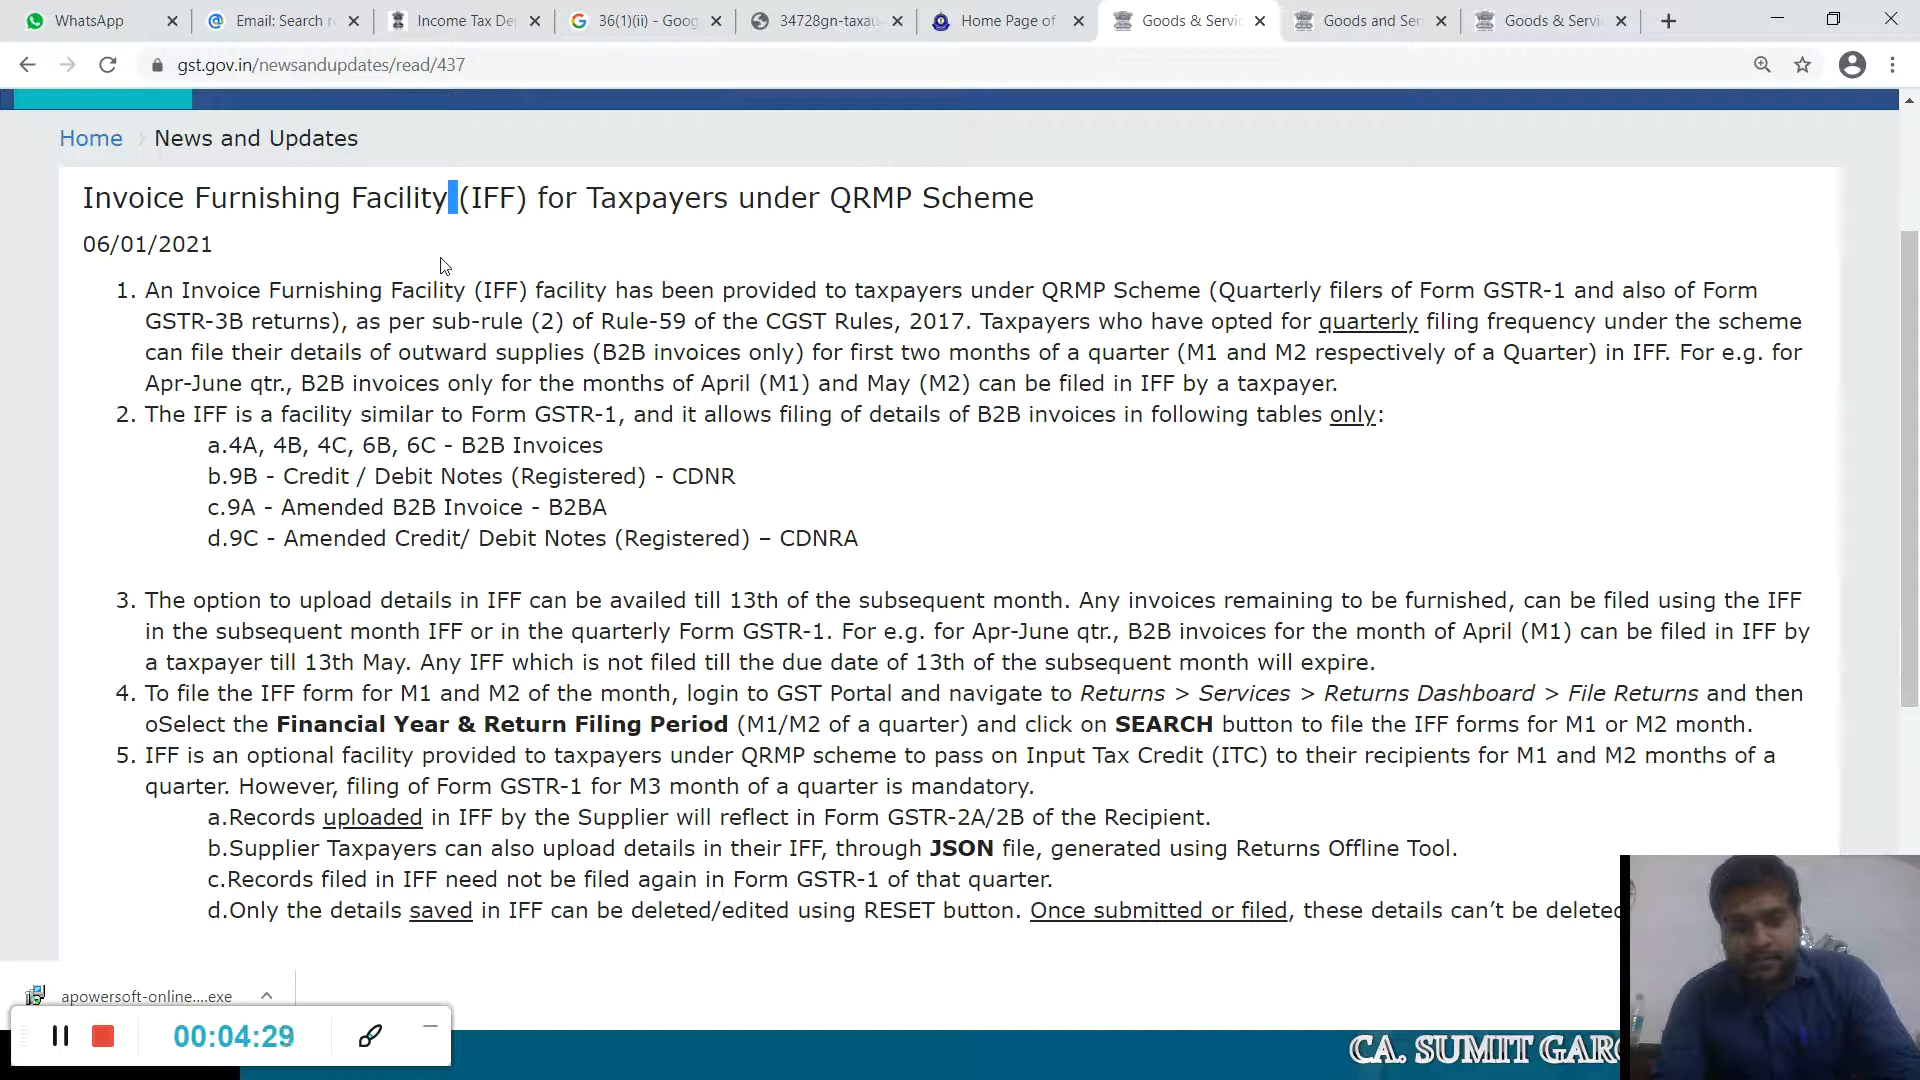 WhatsApp
Email: Search r
Income Tax De
36(1)(ii) - Goog
34728gn-taxau
Home Page of
Goods & Servic
Goods and Ser
Goods & Servi
gst.gov.in/newsandupdates/read/437
Home › News and Updates
Invoice Furnishing Facility (IFF) for Taxpayers under QRMP Scheme
06/01/2021
1. An Invoice Furnishing Facility (IFF) facility has been provided to taxpayers under QRMP Scheme (Quarterly filers of Form GSTR-1 and also of Form
GSTR-3B returns), as per sub-rule (2) of Rule-59 of the CGST Rules, 2017. Taxpayers who have opted for quarterly filing frequency under the scheme
can file their details of outward supplies (B2B invoices only) for first two months of a quarter (M1 and M2 respectively of a Quarter) in IFF. For e.g. for
Apr-June qtr., B2B invoices only for the months of April (M1) and May (M2) can be filed in IFF by a taxpayer.
2. The IFF is a facility similar to Form GSTR-1, and it allows filing of details of B2B invoices in following tables only:
a.4A, 4B, 4C, 6B, 6C - B2B Invoices
b.9B - Credit / Debit Notes (Registered) - CDNR
c.9A - Amended B2B Invoice - B2BA
d.9C - Amended Credit/ Debit Notes (Registered) – CDNRA
3. The option to upload details in IFF can be availed till 13th of the subsequent month. Any invoices remaining to be furnished, can be filed using the IFF
in the subsequent month IFF or in the quarterly Form GSTR-1. For e.g. for Apr-June qtr., B2B invoices for the month of April (M1) can be filed in IFF by
a taxpayer till 13th May. Any IFF which is not filed till the due date of 13th of the subsequent month will expire.
4. To file the IFF form for M1 and M2 of the month, login to GST Portal and navigate to Returns > Services > Returns Dashboard > File Returns and then
oSelect the Financial Year & Return Filing Period (M1/M2 of a quarter) and click on SEARCH button to file the IFF forms for M1 or M2 month.
5. IFF is an optional facility provided to taxpayers under QRMP scheme to pass on Input Tax Credit (ITC) to their recipients for M1 and M2 months of a
quarter. However, filing of Form GSTR-1 for M3 month of a quarter is mandatory.
a.Records uploaded in IFF by the Supplier will reflect in Form GSTR-2A/2B of the Recipient.
b.Supplier Taxpayers can also upload details in their IFF, through JSON file, generated using Returns Offline Tool.
c.Records filed in IFF need not be filed again in Form GSTR-1 of that quarter.
d.Only the details saved in IFF can be deleted/edited using RESET button. Once submitted or filed, these details can’t be deleted
apowersoft-online....exe
00:04:29
CA. SUMIT GARG